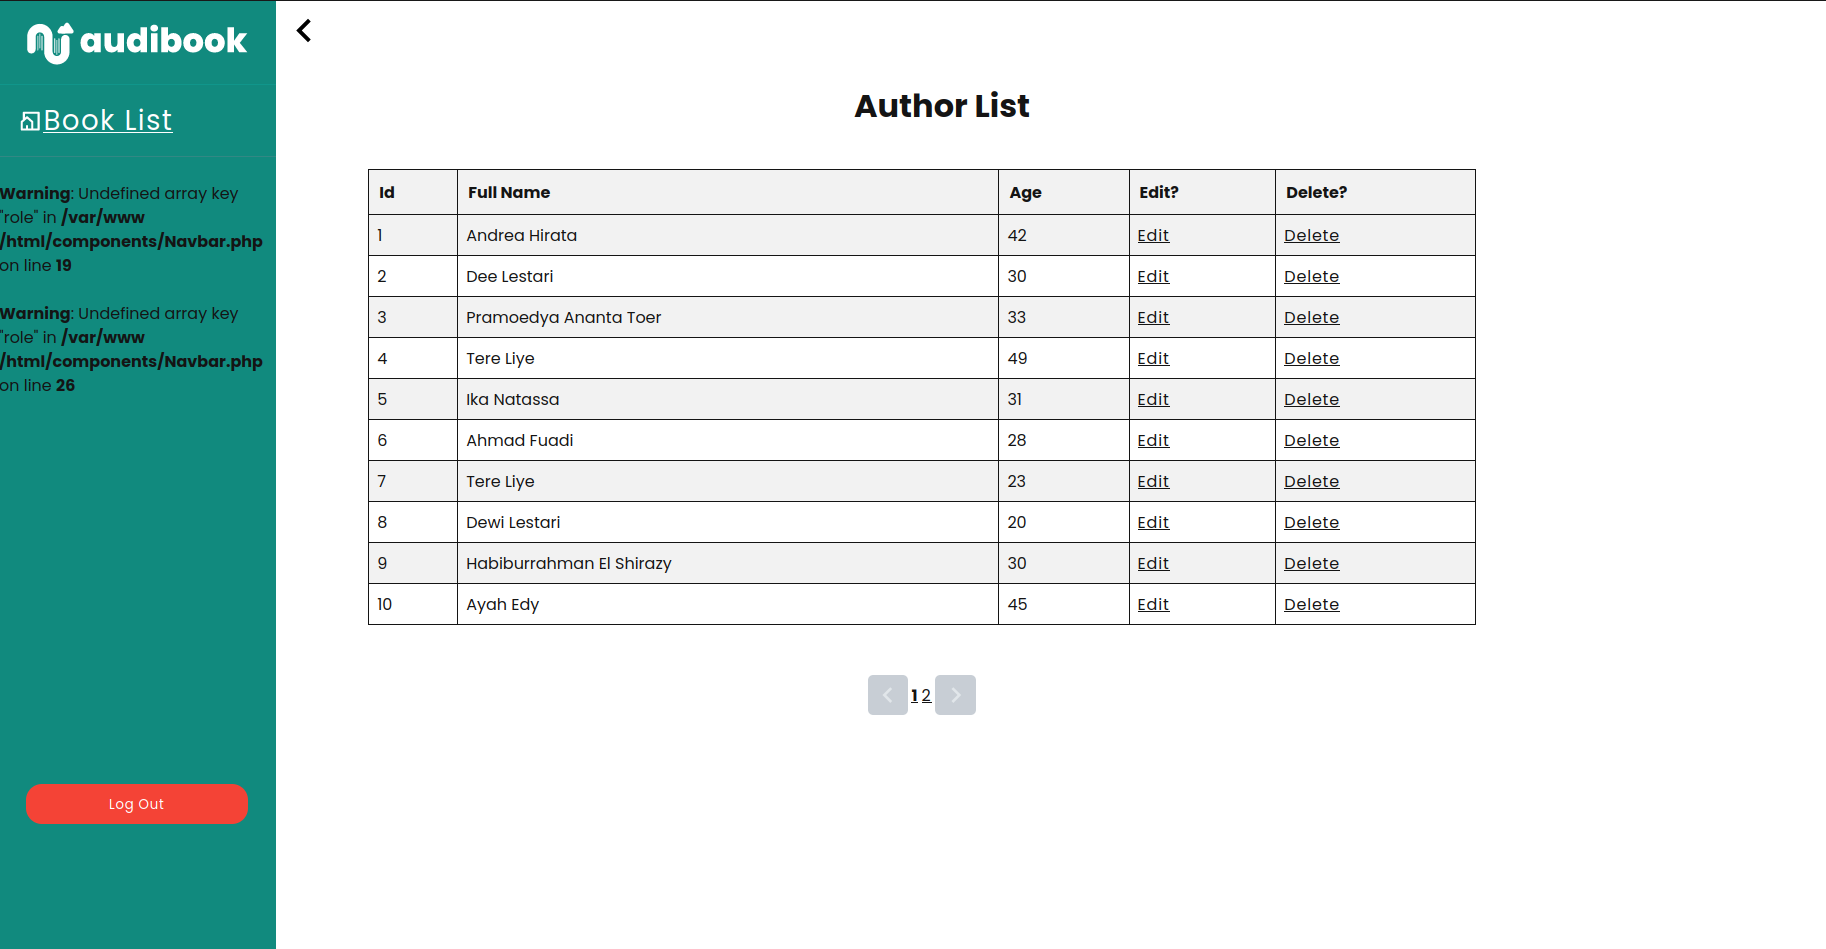 audibook
Book List
Warning: Undefined array key
"role" in /var/www
/html/components/Navbar.php
on line 19
Warning: Undefined array key
"role" in /var/www
/html/components/Navbar.php
on line 26
Log Out
Author List
Id Full Name Age Edit? Delete?
1 Andrea Hirata 42 Edit Delete
2 Dee Lestari 30 Edit Delete
3 Pramoedya Ananta Toer 33 Edit Delete
4 Tere Liye 49 Edit Delete
5 Ika Natassa 31 Edit Delete
6 Ahmad Fuadi 28 Edit Delete
7 Tere Liye 23 Edit Delete
8 Dewi Lestari 20 Edit Delete
9 Habiburrahman El Shirazy 30 Edit Delete
10 Ayah Edy 45 Edit Delete
1 2